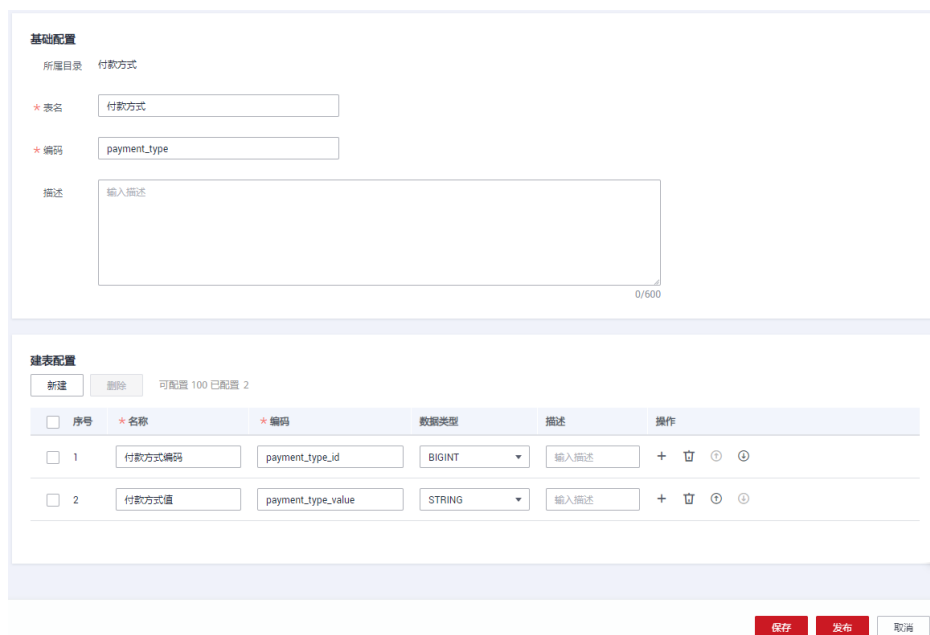 基础配置
所属目录 付款方式
* 表名 付款方式
* 编码 payment_type
描述 输入描述
0/600
建表配置
新建 删除 可配置 100 已配置 2
序号 * 名称 * 编码 数据类型 描述 操作
1 付款方式编码 payment_type_id BIGINT 输入描述
2 付款方式值 payment_type_value STRING 输入描述
保存 发布 取消